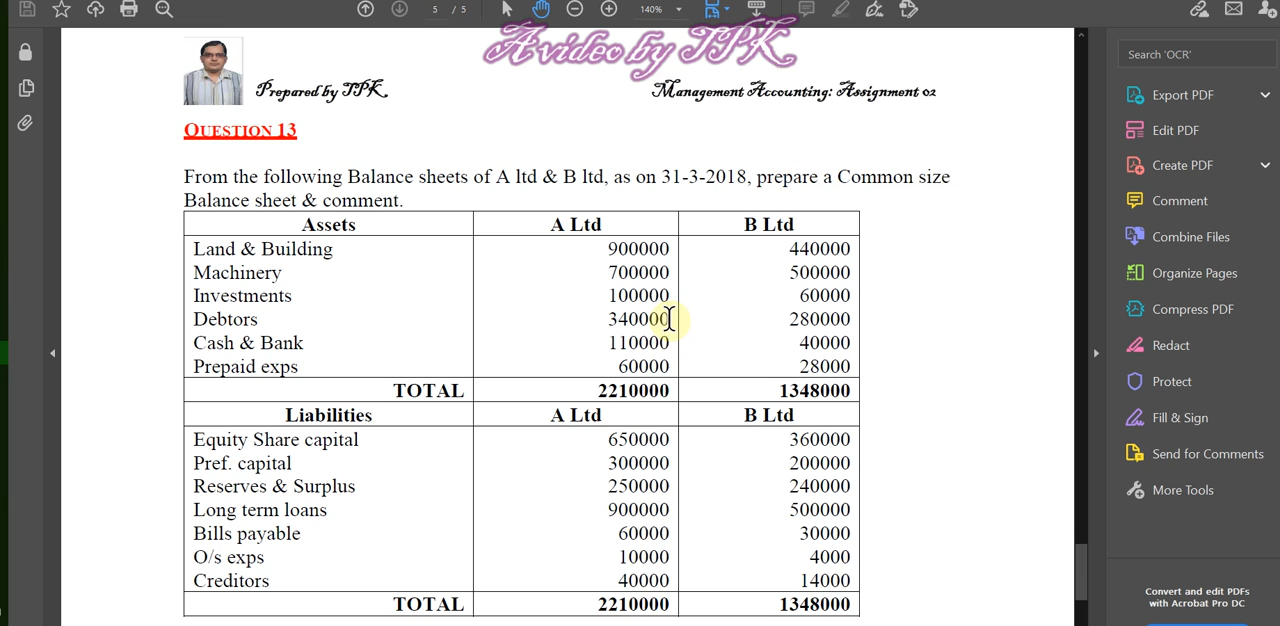 5 / 5 140%
A video by TPK
Prepared by TPK Management Accounting: Assignment 02
QUESTION 13
From the following Balance sheets of A ltd & B ltd, as on 31-3-2018, prepare a Common size
Balance sheet & comment.
Assets A Ltd B Ltd
Land & Building 900000 440000
Machinery 700000 500000
Investments 100000 60000
Debtors 340000 280000
Cash & Bank 110000 40000
Prepaid exps 60000 28000
TOTAL 2210000 1348000
Liabilities A Ltd B Ltd
Equity Share capital 650000 360000
Pref. capital 300000 200000
Reserves & Surplus 250000 240000
Long term loans 900000 500000
Bills payable 60000 30000
O/s exps 10000 4000
Creditors 40000 14000
TOTAL 2210000 1348000
Search 'OCR'
Export PDF
Edit PDF
Create PDF
Comment
Combine Files
Organize Pages
Compress PDF
Redact
Protect
Fill & Sign
Send for Comments
More Tools
Convert and edit PDFs
with Acrobat Pro DC